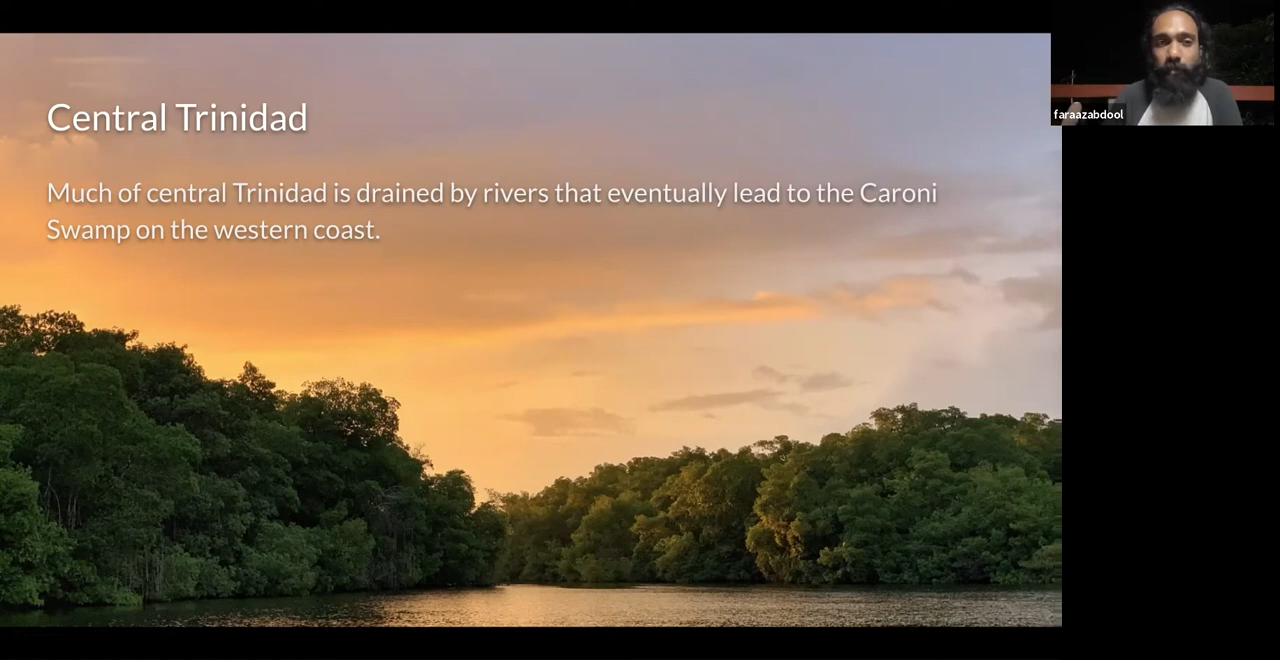 Central Trinidad
Much of central Trinidad is drained by rivers that eventually lead to the Caroni
Swamp on the western coast.
faraazabdool